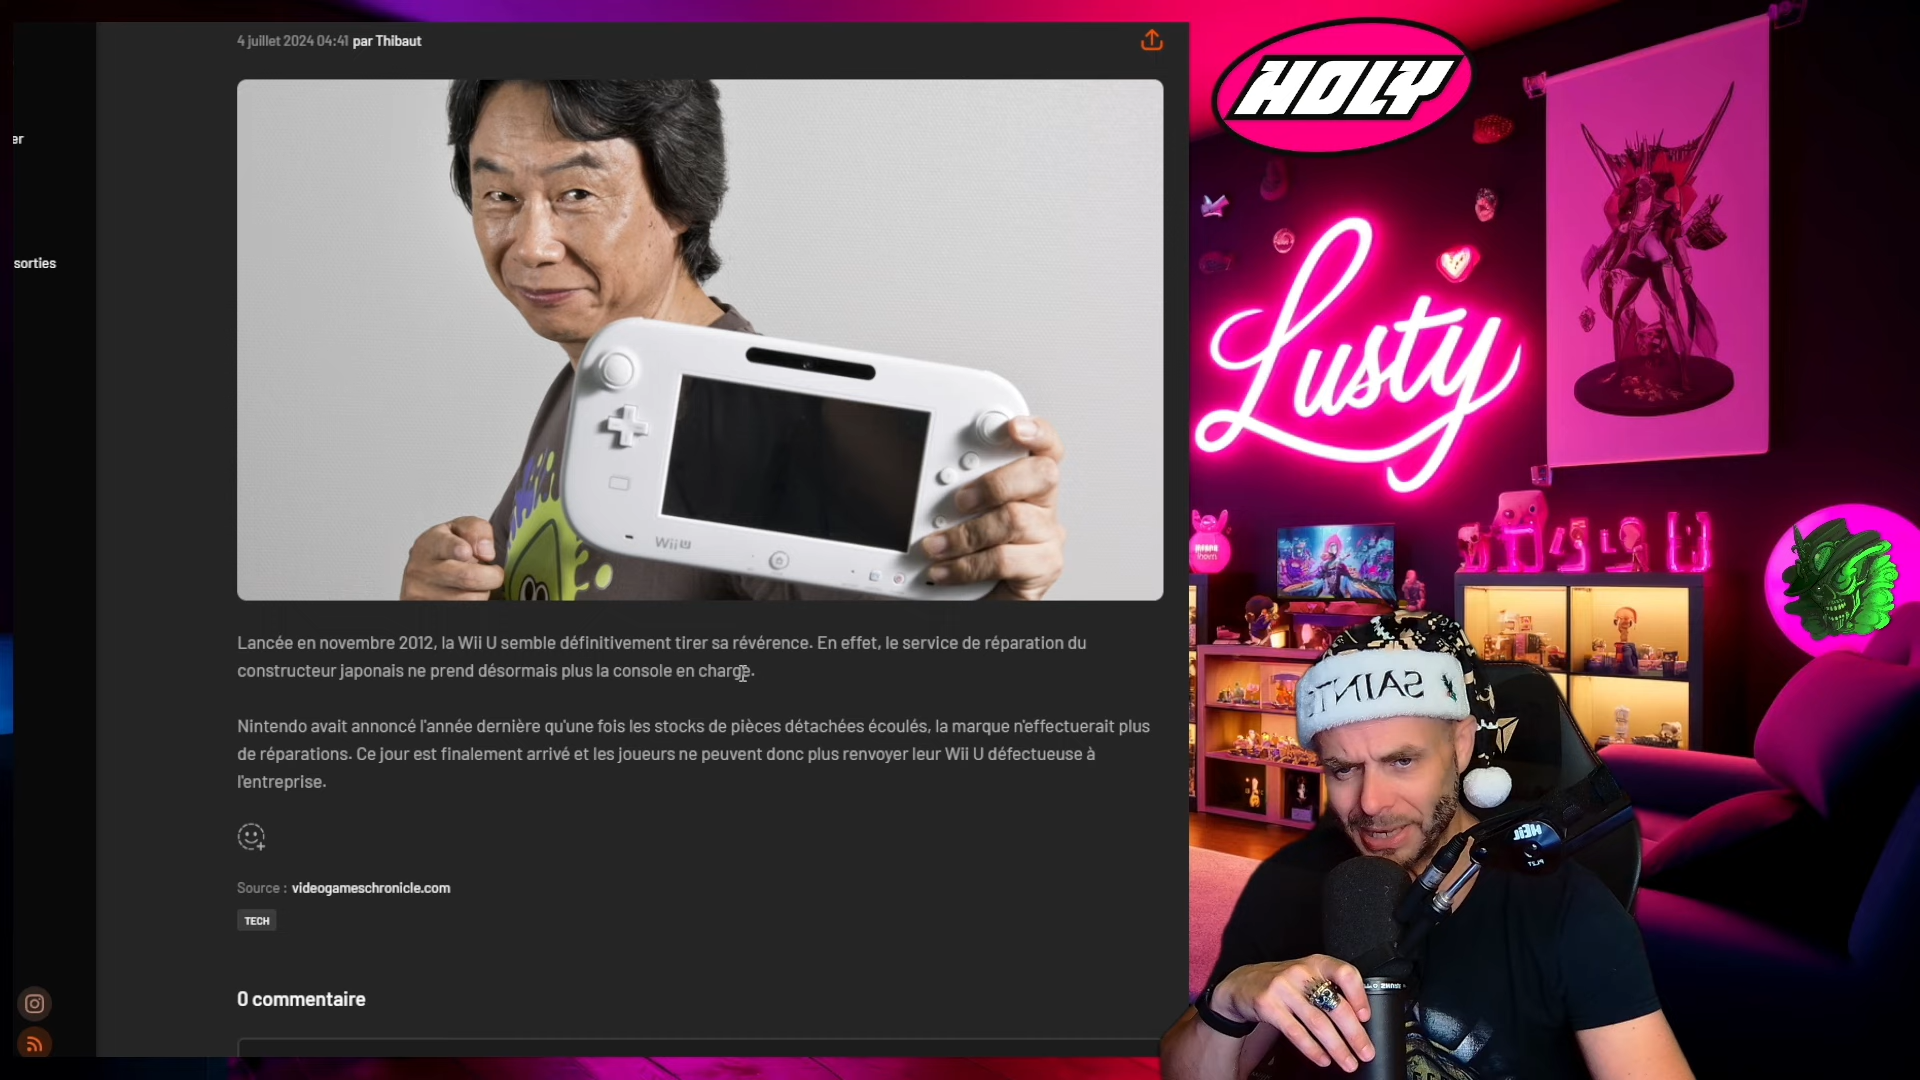 4 juillet 2024 04:41 par Thibaut
er
sorties
WiiU
Lancée en novembre 2012, la Wii U semble définitivement tirer sa révérence. En effet, le service de réparation du
constructeur japonais ne prend désormais plus la console en charge.
Nintendo avait annoncé l'année dernière qu'une fois les stocks de pièces détachées écoulés, la marque n'effectuerait plus
de réparations. Ce jour est finalement arrivé et les joueurs ne peuvent donc plus renvoyer leur Wii U défectueuse à
l'entreprise.
Source : videogameschronicle.com
TECH
0 commentaire
HOLY
Lusty
SAINTS